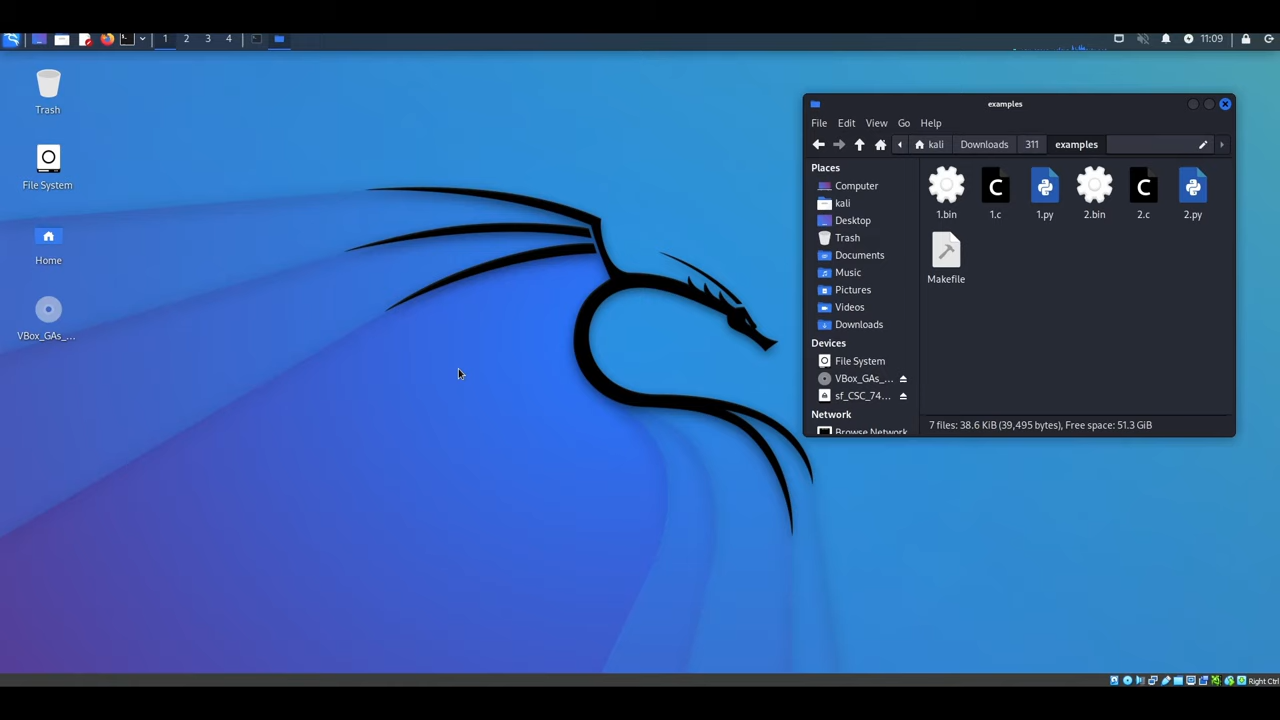 1 2 3 4
11:09
Trash
File System
Home
VBox_GAs_...
examples
File Edit View Go Help
kali Downloads 311 examples
Places
Computer
kali
Desktop
Trash
Documents
Music
Pictures
Videos
Downloads
Devices
File System
VBox_GAs_...
sf_CSC_74...
Network
Browse Network
1.bin 1.c 1.py 2.bin 2.c 2.py
Makefile
7 files: 38.6 KiB (39,495 bytes), Free space: 51.3 GiB
Right Ctrl